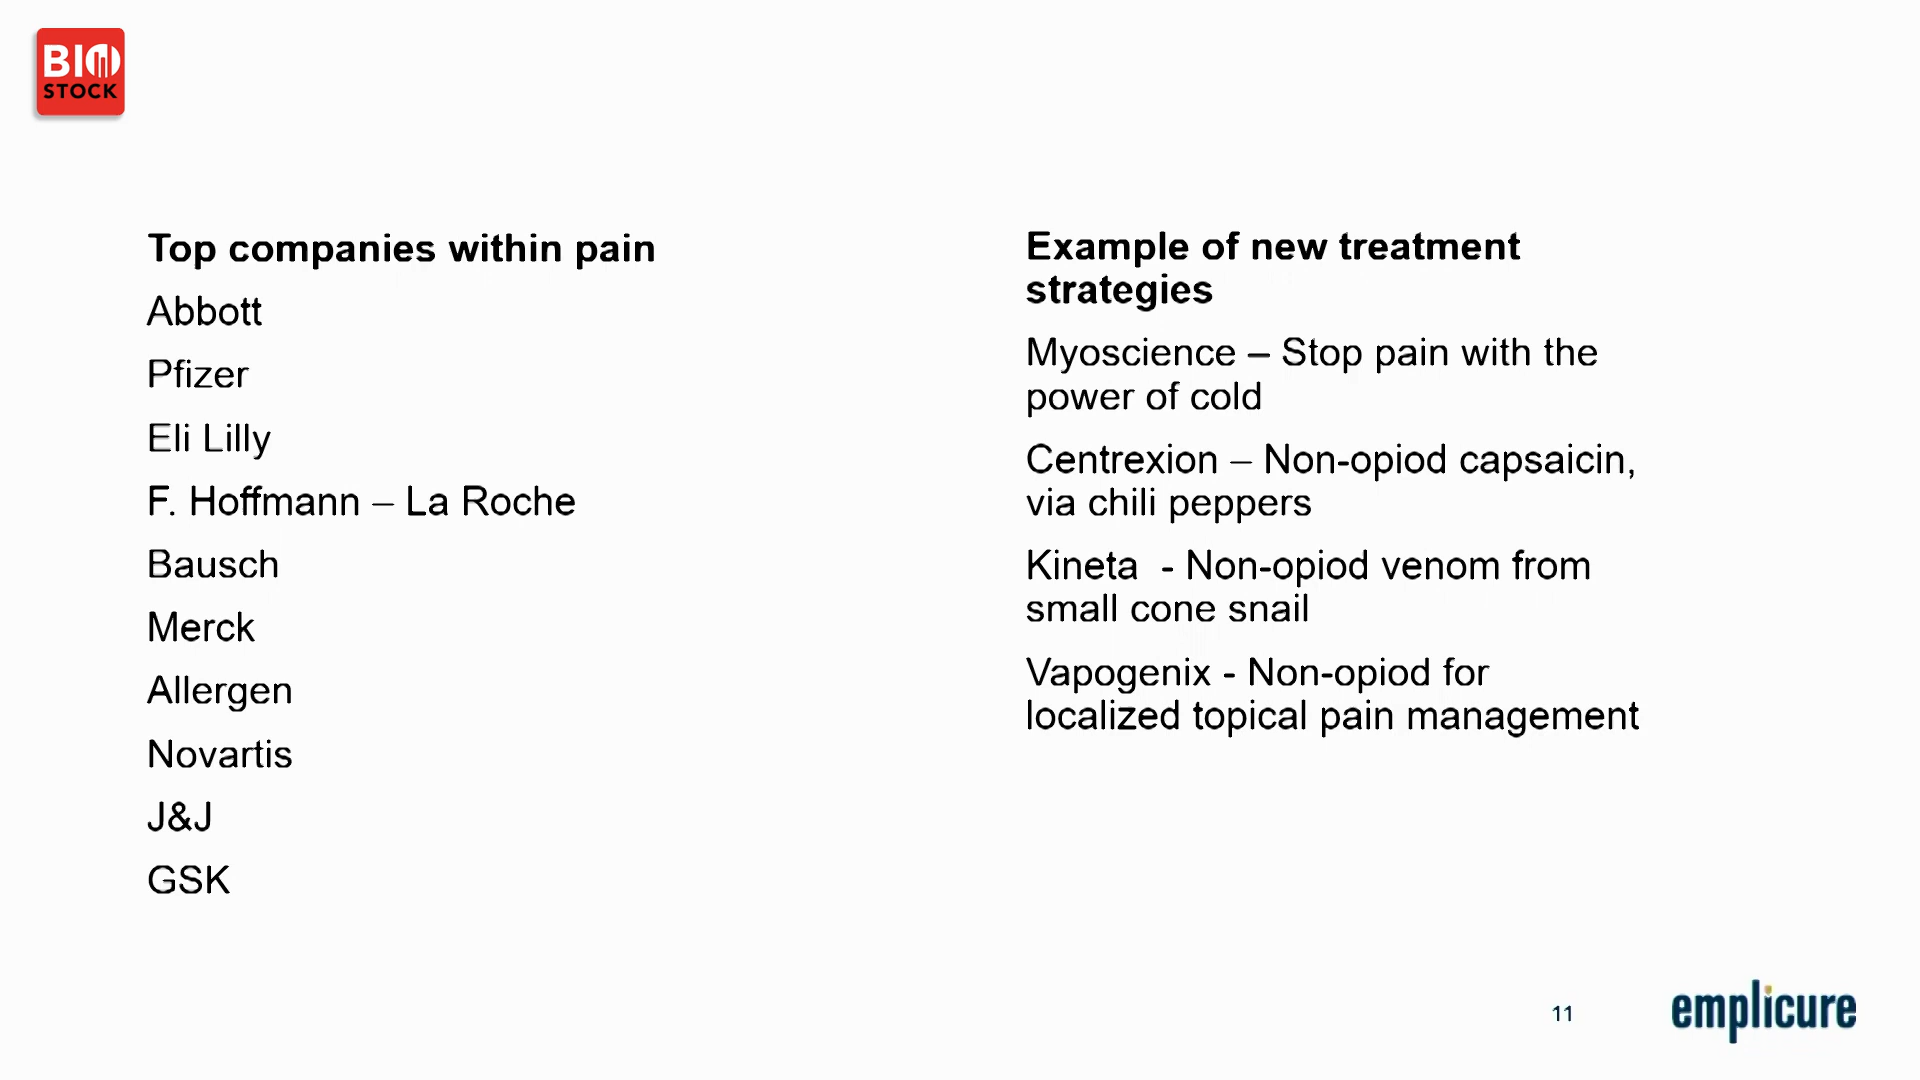 BIO
STOCK
Top companies within pain
Abbott
Pfizer
Eli Lilly
F. Hoffmann – La Roche
Bausch
Merck
Allergen
Novartis
J&J
GSK
Example of new treatment
strategies
Myoscience – Stop pain with the
power of cold
Centrexion – Non-opiod capsaicin,
via chili peppers
Kineta  - Non-opiod venom from
small cone snail
Vapogenix - Non-opiod for
localized topical pain management
11
emplicure